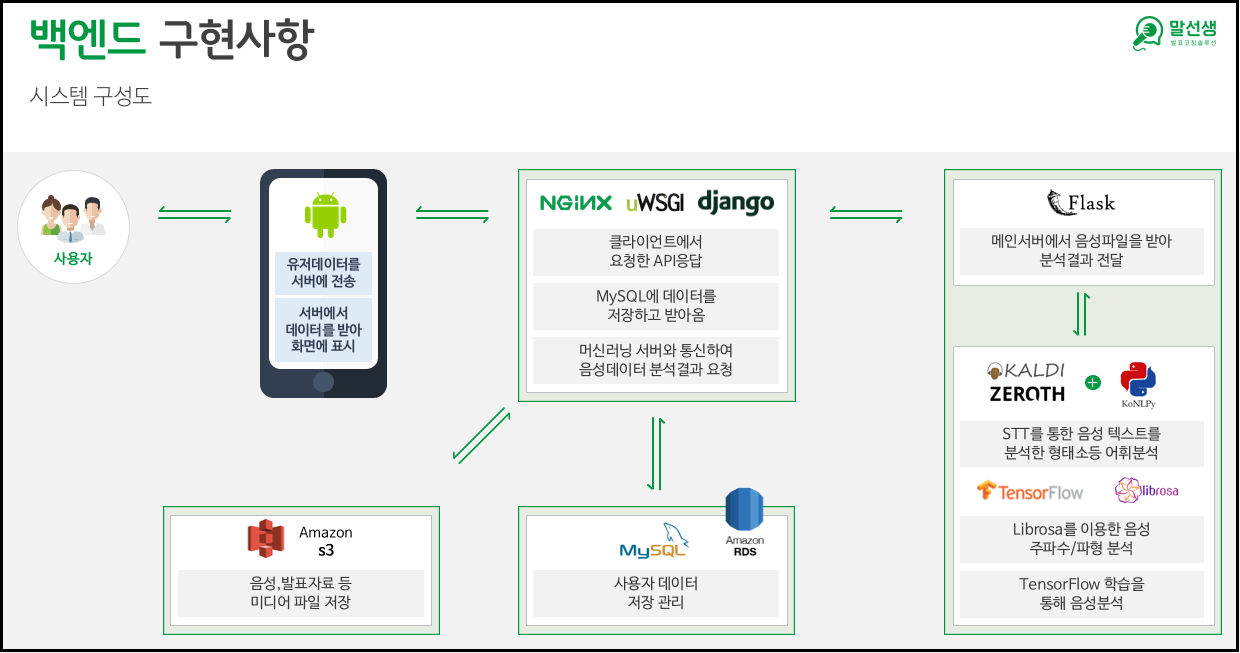 백엔드 구현사항
말선생
발표코칭솔루션
시스템 구성도
사용자
유저데이터를
서버에 전송
서버에서
데이터를 받아
화면에 표시
NGiNX uWSGI django
클라이언트에서
요청한 API응답
MySQL에 데이터를
저장하고 받아옴
머신러닝 서버와 통신하여
음성데이터 분석결과 요청
Flask
메인서버에서 음성파일을 받아
분석결과 전달
KALDI
ZEROTH
KoNLPy
STT를 통한 음성 텍스트를
분석한 형태소등 어휘분석
TensorFlow librosa
Librosa를 이용한 음성
주파수/파형 분석
TensorFlow 학습을
통해 음성분석
Amazon
s3
음성,발표자료 등
미디어 파일 저장
MySQL
Amazon
RDS
사용자 데이터
저장 관리